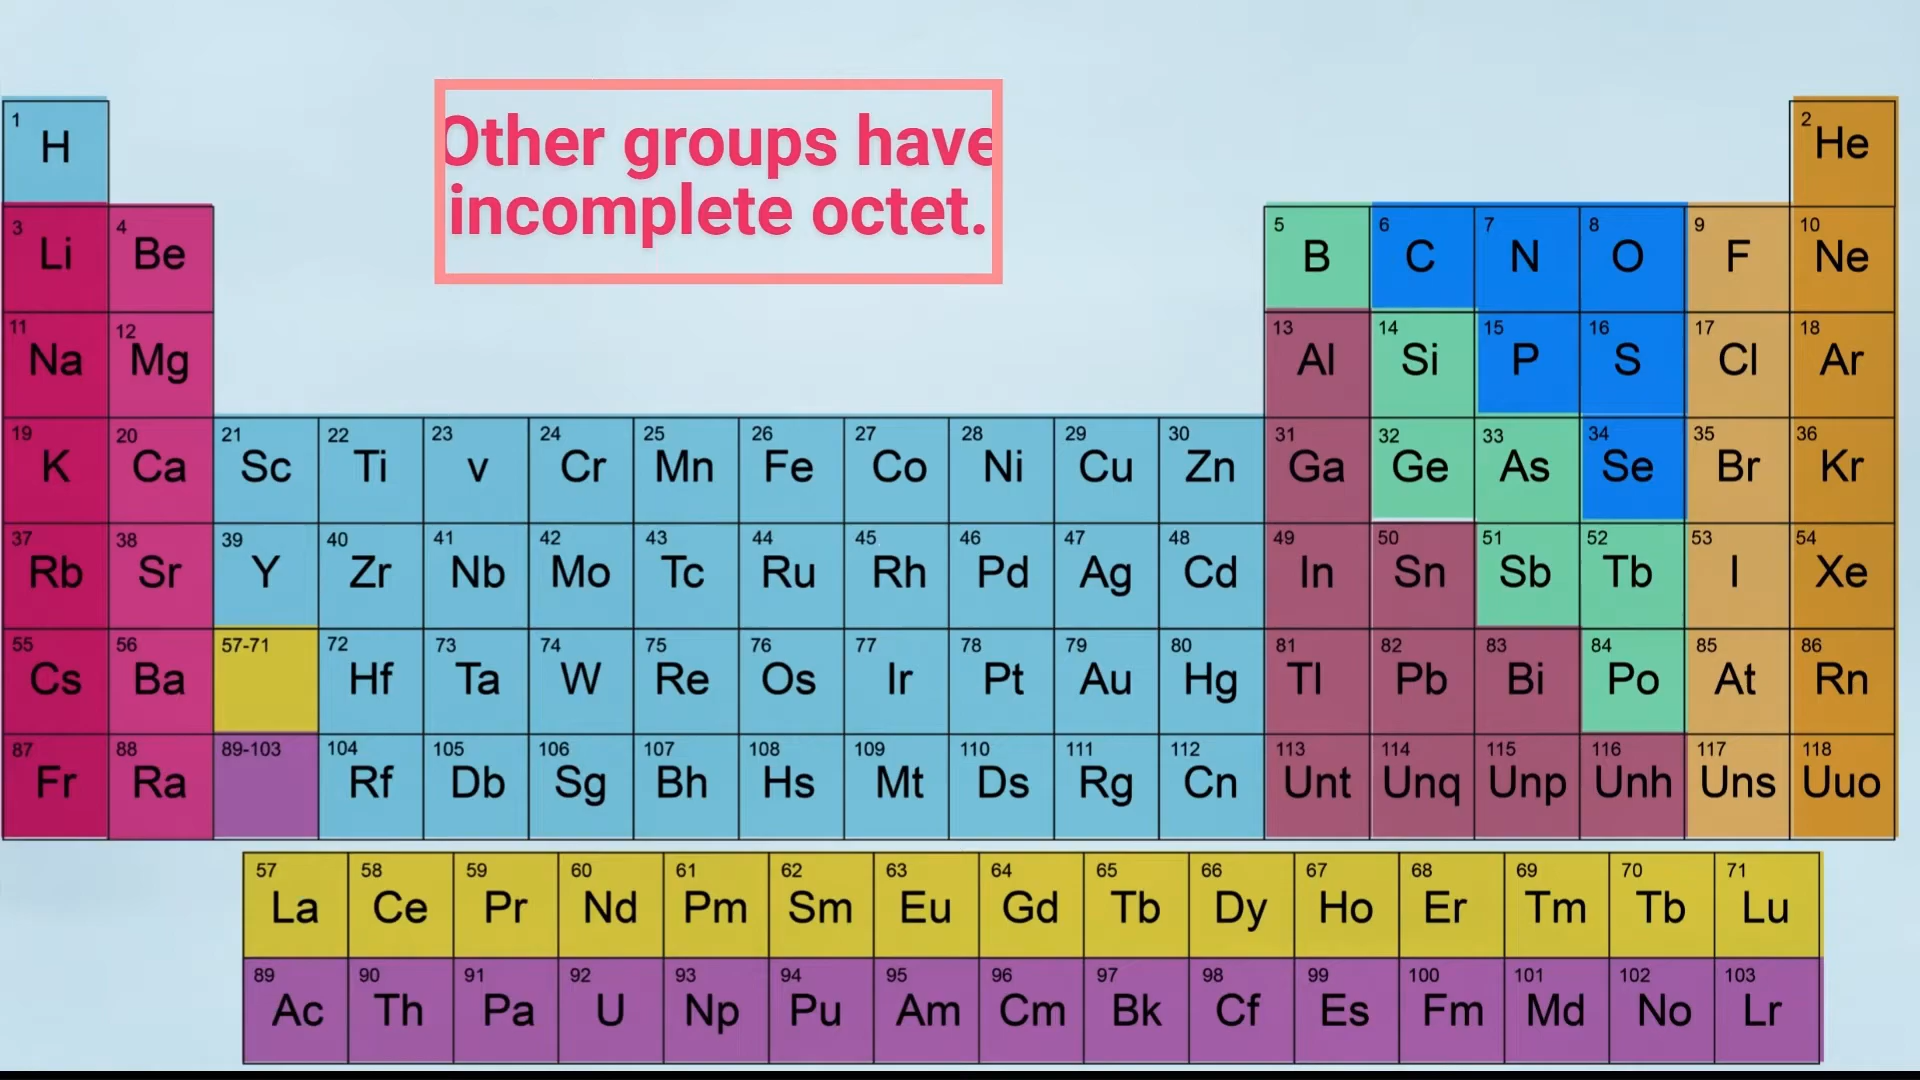 Other groups have
incomplete octet.
1 H 2 He
3 Li 4 Be 5 B 6 C 7 N 8 O 9 F 10 Ne
11 Na 12 Mg 13 Al 14 Si 15 P 16 S 17 Cl 18 Ar
19 K 20 Ca 21 Sc 22 Ti 23 v 24 Cr 25 Mn 26 Fe 27 Co 28 Ni 29 Cu 30 Zn 31 Ga 32 Ge 33 As 34 Se 35 Br 36 Kr
37 Rb 38 Sr 39 Y 40 Zr 41 Nb 42 Mo 43 Tc 44 Ru 45 Rh 46 Pd 47 Ag 48 Cd 49 In 50 Sn 51 Sb 52 Tb 53 I 54 Xe
55 Cs 56 Ba 57-71 72 Hf 73 Ta 74 W 75 Re 76 Os 77 Ir 78 Pt 79 Au 80 Hg 81 Tl 82 Pb 83 Bi 84 Po 85 At 86 Rn
87 Fr 88 Ra 89-103 104 Rf 105 Db 106 Sg 107 Bh 108 Hs 109 Mt 110 Ds 111 Rg 112 Cn 113 Unt 114 Unq 115 Unp 116 Unh 117 Uns 118 Uuo
57 La 58 Ce 59 Pr 60 Nd 61 Pm 62 Sm 63 Eu 64 Gd 65 Tb 66 Dy 67 Ho 68 Er 69 Tm 70 Tb 71 Lu
89 Ac 90 Th 91 Pa 92 U 93 Np 94 Pu 95 Am 96 Cm 97 Bk 98 Cf 99 Es 100 Fm 101 Md 102 No 103 Lr